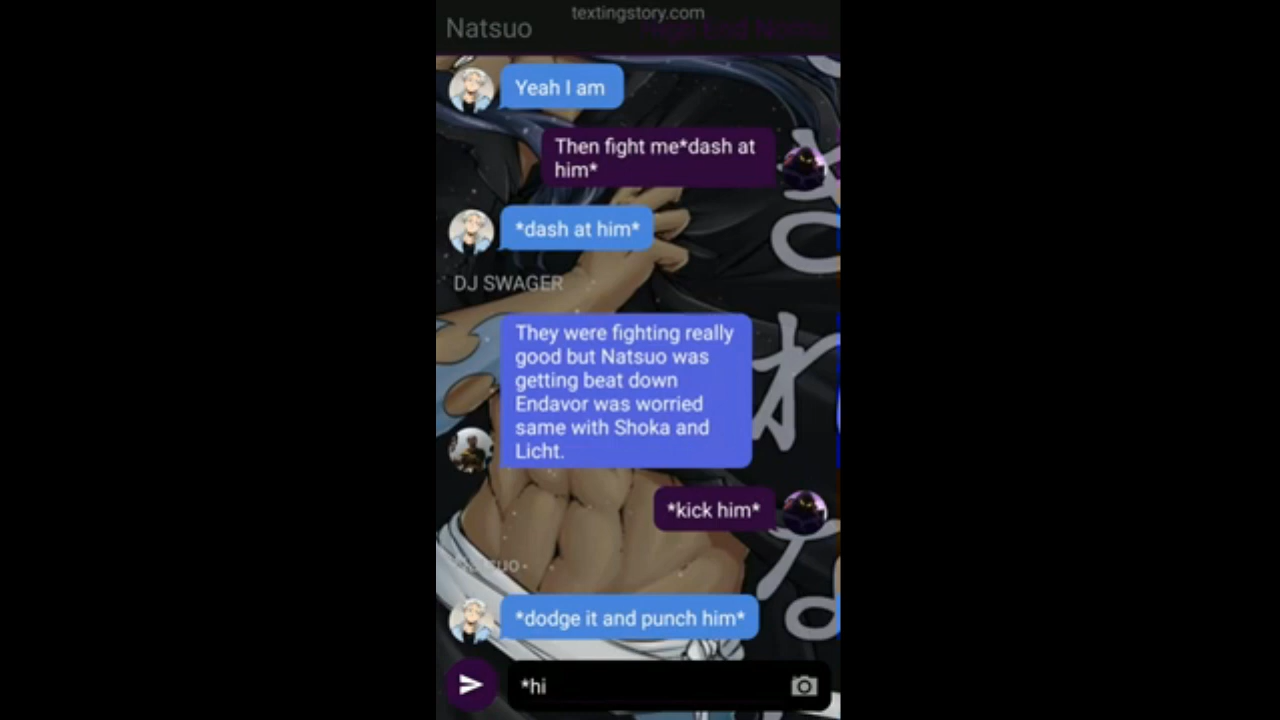 textingstory.com
Natsuo
Yeah I am
Then fight me*dash at
him*
*dash at him*
DJ SWAGER
They were fighting really
good but Natsuo was
getting beat down
Endavor was worried
same with Shoka and
Licht.
*kick him*
Natsuo
*dodge it and punch him*
*hi